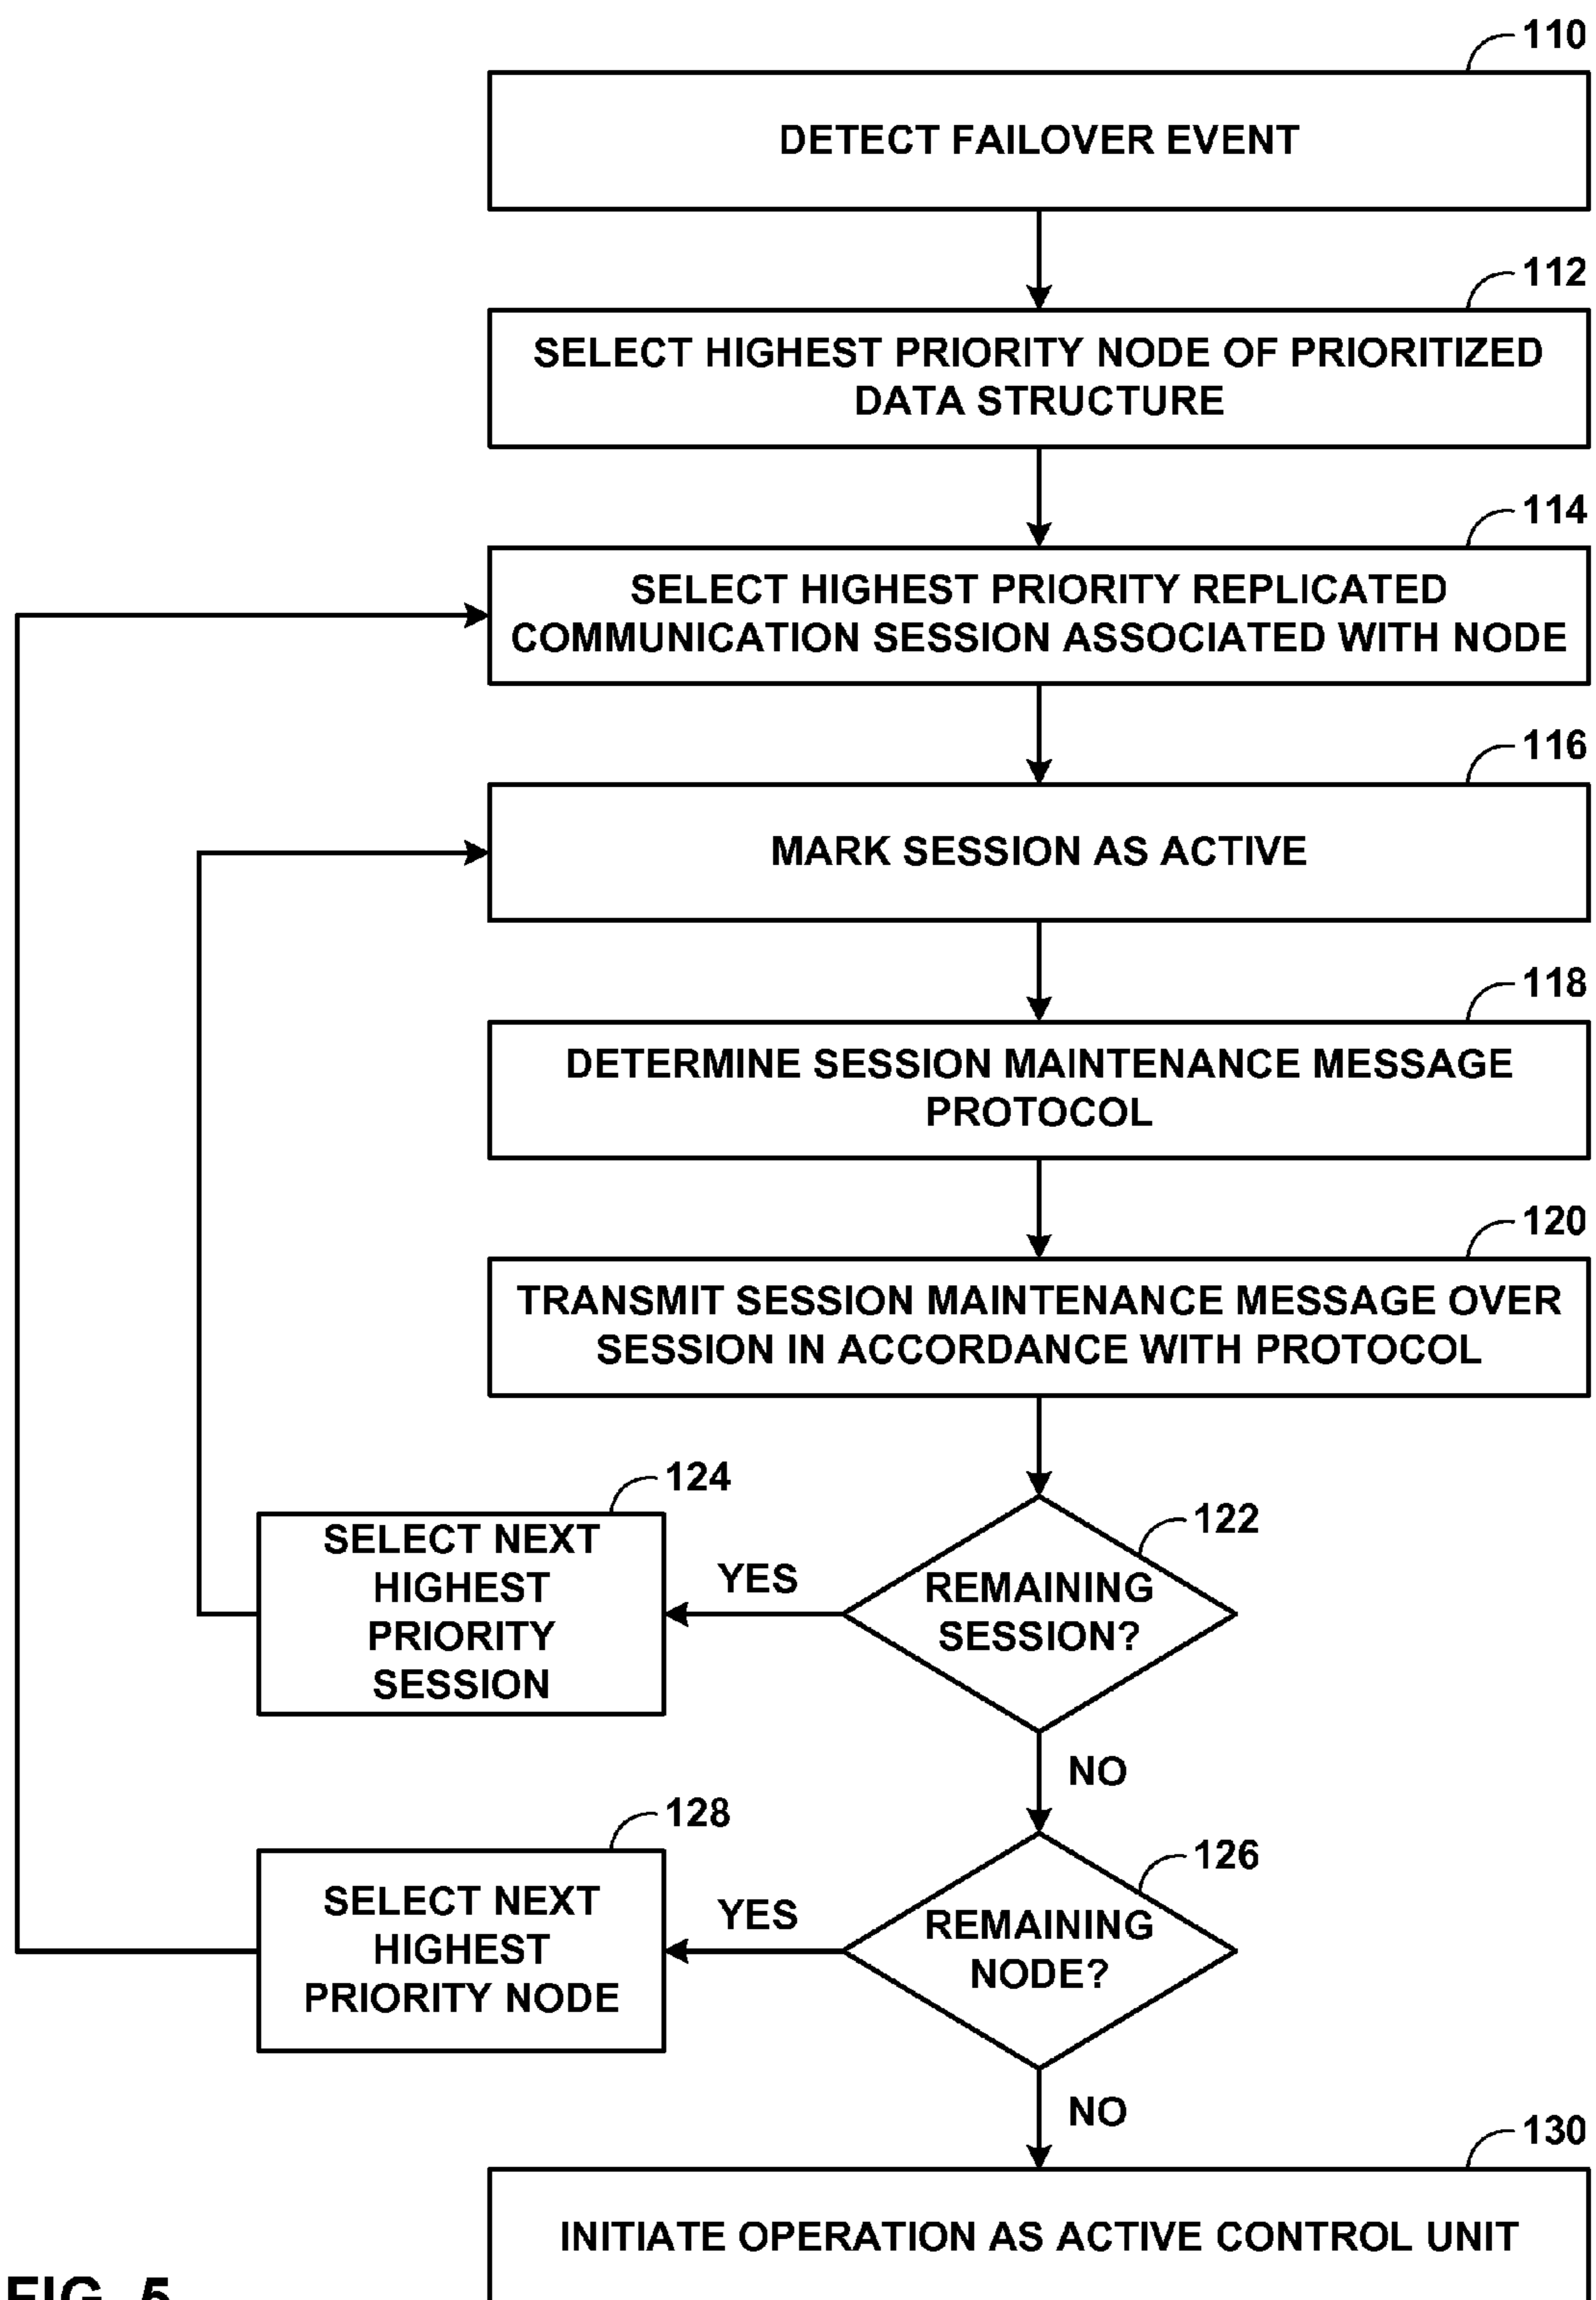 110
DETECT FAILOVER EVENT
112
SELECT HIGHEST PRIORITY NODE OF PRIORITIZED
DATA STRUCTURE
114
SELECT HIGHEST PRIORITY REPLICATED
COMMUNICATION SESSION ASSOCIATED WITH NODE
116
MARK SESSION AS ACTIVE
118
DETERMINE SESSION MAINTENANCE MESSAGE
PROTOCOL
120
TRANSMIT SESSION MAINTENANCE MESSAGE OVER
SESSION IN ACCORDANCE WITH PROTOCOL
122
REMAINING
SESSION?
YES
124
SELECT NEXT
HIGHEST
PRIORITY
SESSION
NO
126
REMAINING
NODE?
YES
128
SELECT NEXT
HIGHEST
PRIORITY NODE
NO
130
INITIATE OPERATION AS ACTIVE CONTROL UNIT
FIG. 5